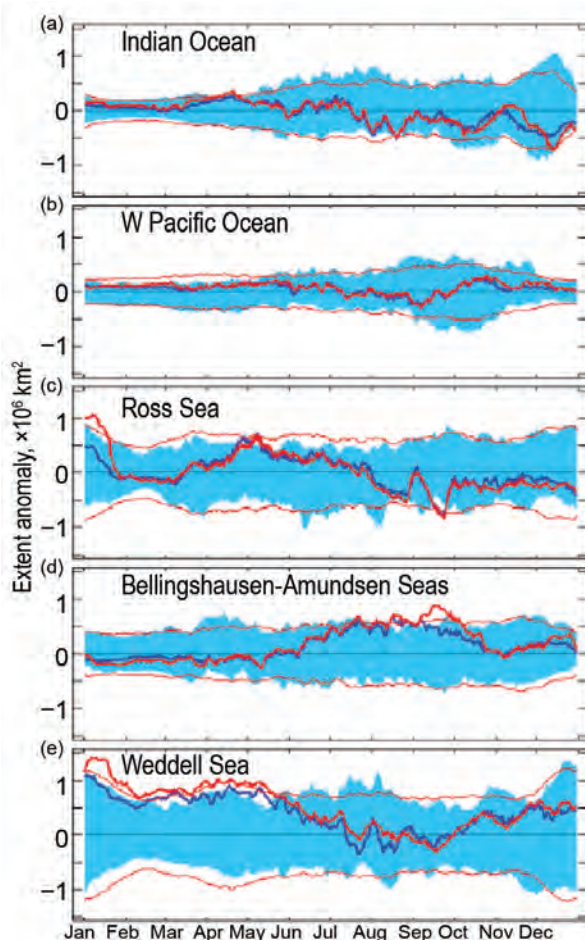 (a)
Indian Ocean
1
0
−1
(b)
W Pacific Ocean
1
0
−1
(c)
Ross Sea
1
0
−1
(d)
Bellingshausen-Amundsen Seas
1
0
−1
(e)
Weddell Sea
1
0
−1
Extent anomaly, ×10⁶ km²
Jan Feb Mar Apr May Jun Jul Aug Sep Oct Nov Dec